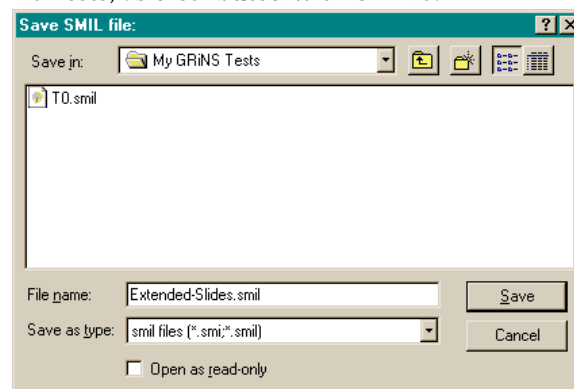 Save SMIL file:
Save in: My GRiNS Tests
T0.smil
File name: Extended-Slides.smil Save
Save as type: smil files (*.smi;*.smil) Cancel
Open as read-only